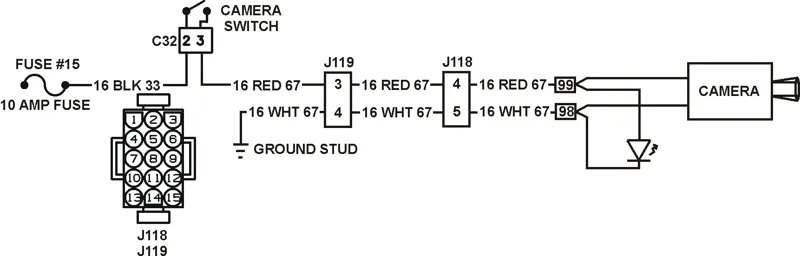 CAMERA
SWITCH
C32 2 3
FUSE #15
10 AMP FUSE
16 BLK 33
16 RED 67
J119
3
4
16 RED 67
J118
4
5
16 RED 67
99
16 WHT 67
16 WHT 67
16 WHT 67
98
CAMERA
GROUND STUD
1 2 3
4 5 6
7 8 9
10 11 12
13 14 15
J118
J119